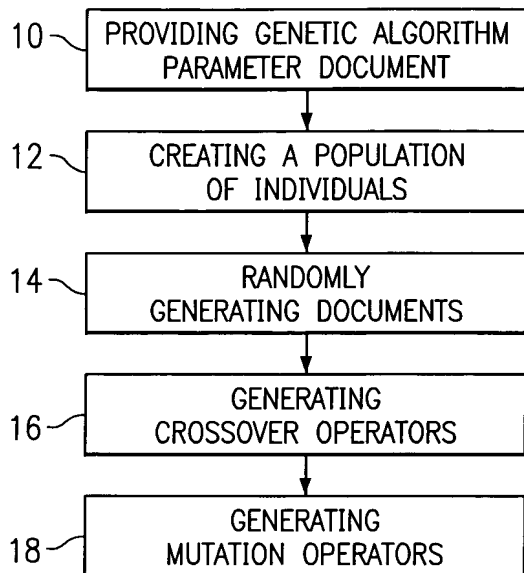 10 PROVIDING GENETIC ALGORITHM
PARAMETER DOCUMENT
12 CREATING A POPULATION
OF INDIVIDUALS
14 RANDOMLY
GENERATING DOCUMENTS
16 GENERATING
CROSSOVER OPERATORS
18 GENERATING
MUTATION OPERATORS